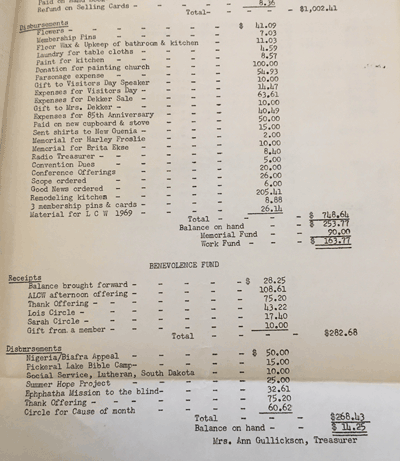 Refund on Selling Cards - - - - 8.36
Total- - - - $1,002.41
Disbursements
Flowers - - - - - $ 41.09
Membership Pins - - - - 7.03
Floor Wax & Upkeep of bathroom & kitchen - 11.03
Laundry for table cloths - - - 4.59
Paint for kitchen - - - - 8.57
Donation for painting church - - - 100.00
Parsonage expense - - - - 54.93
Gift to Visitors Day Speaker - - - 10.00
Expenses for Visitors Day - - - - 14.47
Expenses for Dekker Sale - - - - 63.61
Gift to Mrs. Dekker - - - - 10.00
Expenses for 85th Anniversary - - - 40.49
Paid on new cupboard & stove - - - 50.00
Sent shirts to New Guenia - - - 15.00
Memorial for Harley Froslie - - - 2.00
Memorial for Brita Ekse - - - - 10.00
Radio Treasurer - - - - - 8.40
Convention Dues - - - - 5.00
Conference Offerings - - - - 20.00
Scope ordered - - - - 26.00
Good News ordered - - - - 6.00
Remodeling kitchen - - - - 205.41
3 membership pins & cards - - - - 8.88
Material for L C W 1969 - - - - 26.14
Total - - - $ 748.64
Balance on hand - - $ 253.77
Memorial Fund - - 90.00
Work Fund - - - $ 163.77
BENEVOLENCE FUND
Receipts
Balance brought forward - - - - - $ 28.25
ALCW afternoon offering - - - - 108.61
Thank Offering - - - - - 75.20
Lois Circle - - - - - 43.22
Sarah Circle - - - - - 17.40
Gift from a member - - - - 10.00
Total - - - $282.68
Disbursments
Nigeria/Biafra Appeal - - - - $ 50.00
Pickeral Lake Bible Camp- - - - 15.00
Social Service, Lutheran, South Dakota - - 10.00
Summer Hope Project - - - - 25.00
Ephphatha Mission to the blind- - - - 32.61
Thank Offering - - - - - 75.20
Circle for Cause of month - - - 60.62
Total - - - $268.43
Balance on hand - - $ 14.25
Mrs. Ann Gullickson, Treasurer